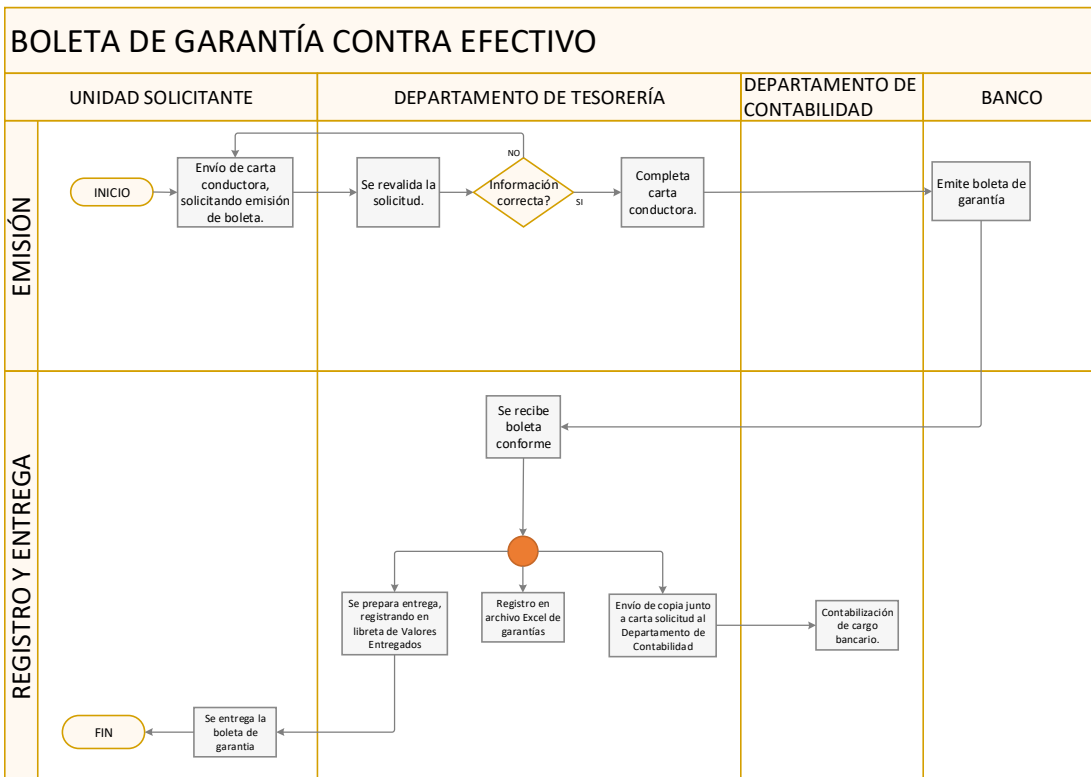 BOLETA DE GARANTÍA CONTRA EFECTIVO
UNIDAD SOLICITANTE
DEPARTAMENTO DE TESORERÍA
DEPARTAMENTO DE
CONTABILIDAD
BANCO
EMISIÓN
INICIO
Envío de carta
conductora,
solicitando emisión
de boleta.
Se revalida la
solicitud.
NO
Información
correcta?
SI
Completa
carta
conductora.
Emite boleta de
garantía
REGISTRO Y ENTREGA
Se recibe
boleta
conforme
Se prepara entrega,
registrando en
libreta de Valores
Entregados
Registro en
archivo Excel de
garantías
Envío de copia junto
a carta solicitud al
Departamento de
Contabilidad
Contabilización
de cargo
bancario.
FIN
Se entrega la
boleta de
garantia